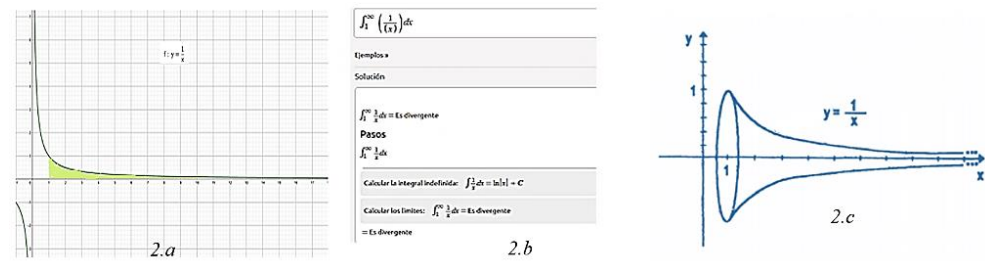 f: y = 1/x
2.a
∫₁^∞ (1/(x)) dx
Ejemplos »
Solución
∫₁^∞ 1/x dx = Es divergente
Pasos
∫₁^∞ 1/x dx
Calcular la integral indefinida: ∫ 1/x dx = ln|x| + C
Calcular los límites: ∫₁^∞ 1/x dx = Es divergente
= Es divergente
2.b
y
1
y = 1/x
1
x
2.c